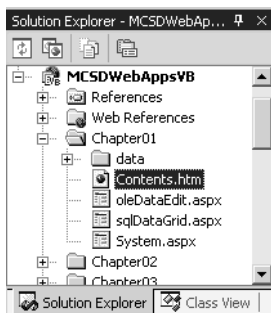 Solution Explorer - MCSDWebAp...
MCSDWebAppsVB
References
Web References
Chapter01
data
Contents.htm
oleDataEdit.aspx
sqlDataGrid.aspx
System.aspx
Chapter02
Chapter03
Solution Explorer Class View